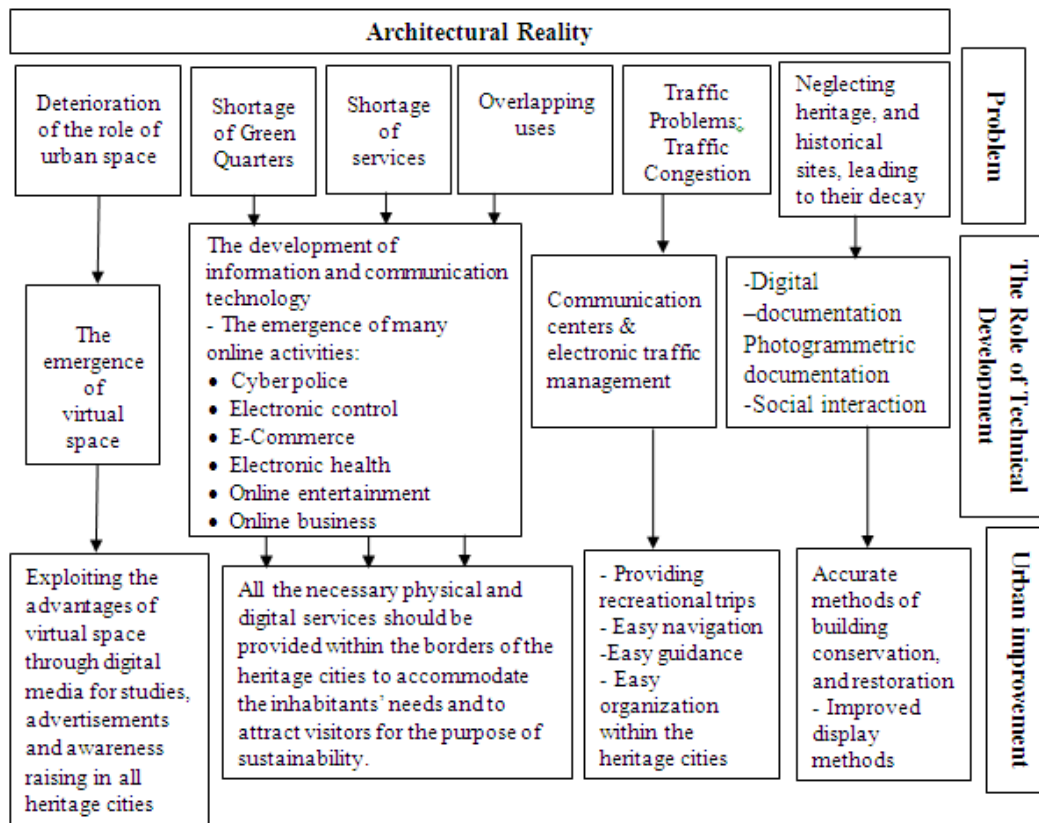 Architectural Reality
Deterioration
of the role of
urban space
Shortage
of Green
Quarters
Shortage
of
services
Overlapping
uses
Traffic
Problems;
Traffic
Congestion
Neglecting
heritage, and
historical
sites, leading
to their decay
Problem
The
emergence
of
virtual
space
The development of
information and communication
technology
- The emergence of many
online activities:
• Cyberpolice
• Electronic control
• E-Commerce
• Electronic health
• Online entertainment
• Online business
Communication
centers &
electronic traffic
management
-Digital
–documentation
Photogrammetric
documentation
-Social interaction
The Role of Technical
Development
Exploiting the
advantages of
virtual space
through digital
media for studies,
advertisements
and awareness
raising in all
heritage cities
All the necessary physical and
digital services should be
provided within the borders of the
heritage cities to accommodate
the inhabitants’ needs and to
attract visitors for the purpose of
sustainability.
- Providing
recreational trips
- Easy navigation
-Easy guidance
- Easy
organization
within the
heritage cities
Accurate
methods of
building
conservation,
and restoration
- Improved
display
methods
Urban improvement